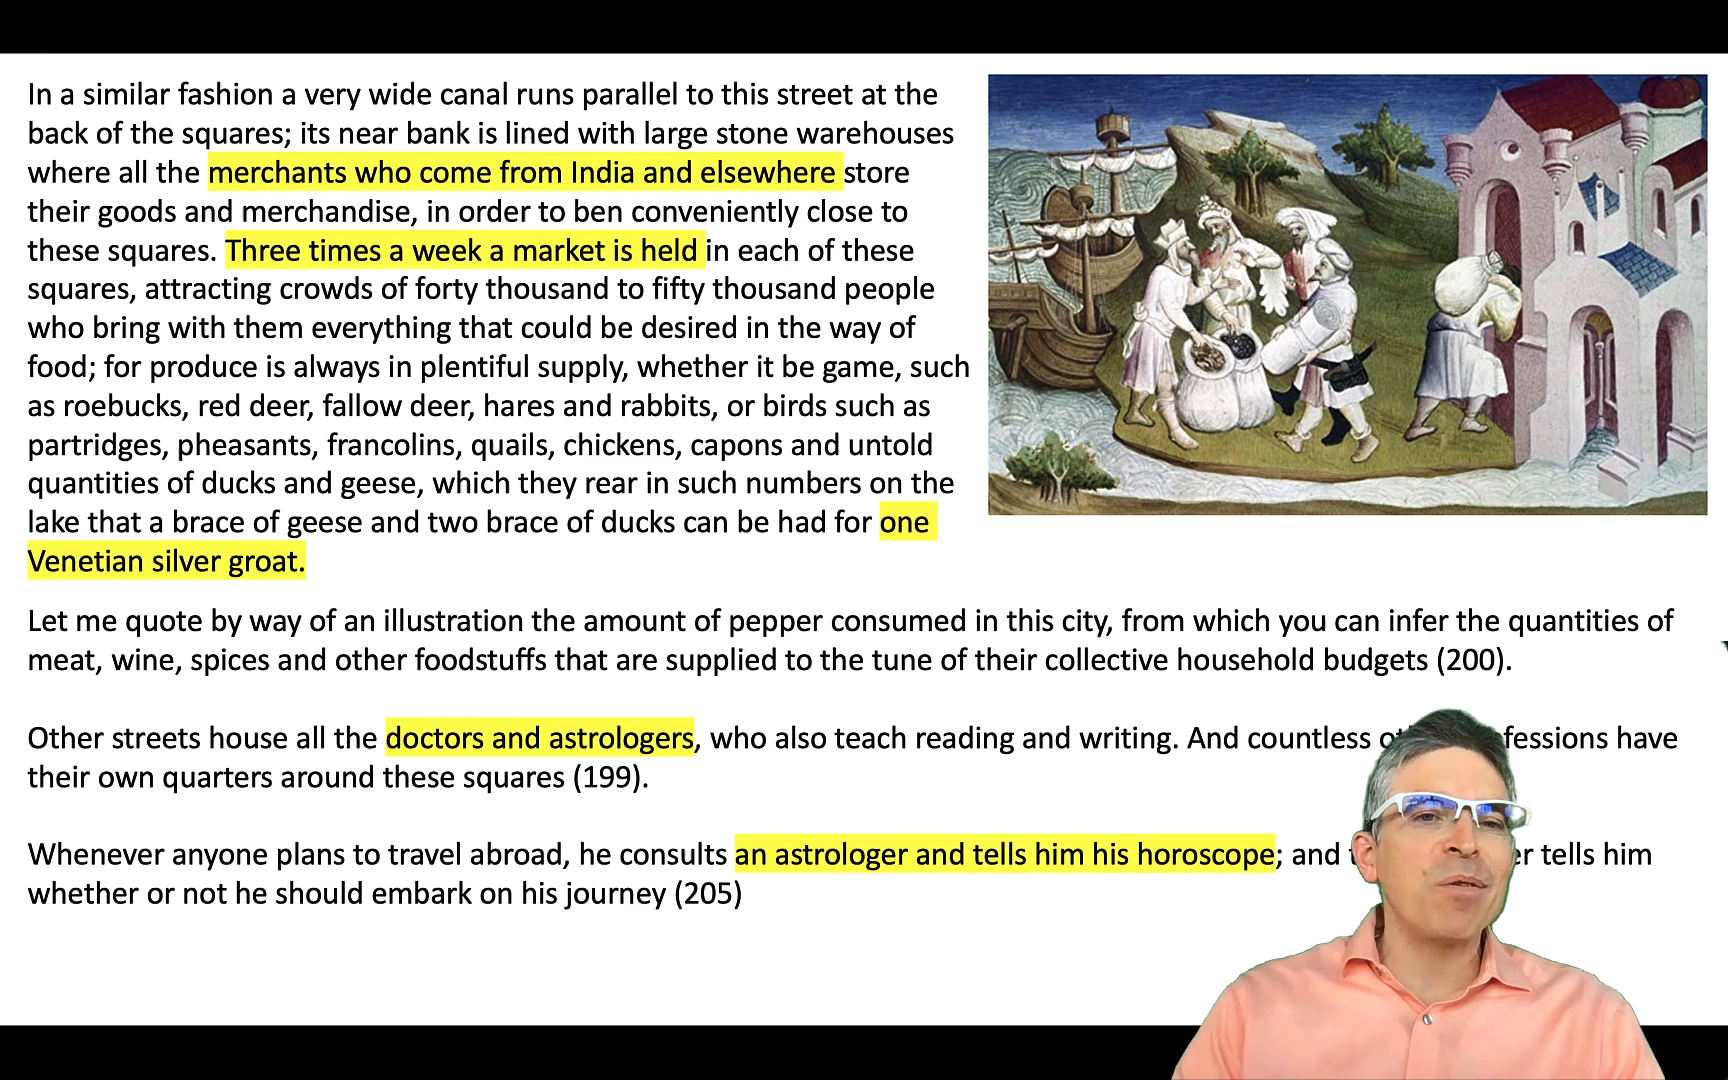 In a similar fashion a very wide canal runs parallel to this street at the
back of the squares; its near bank is lined with large stone warehouses
where all the merchants who come from India and elsewhere store
their goods and merchandise, in order to ben conveniently close to
these squares. Three times a week a market is held in each of these
squares, attracting crowds of forty thousand to fifty thousand people
who bring with them everything that could be desired in the way of
food; for produce is always in plentiful supply, whether it be game, such
as roebucks, red deer, fallow deer, hares and rabbits, or birds such as
partridges, pheasants, francolins, quails, chickens, capons and untold
quantities of ducks and geese, which they rear in such numbers on the
lake that a brace of geese and two brace of ducks can be had for one
Venetian silver groat.
Let me quote by way of an illustration the amount of pepper consumed in this city, from which you can infer the quantities of
meat, wine, spices and other foodstuffs that are supplied to the tune of their collective household budgets (200).
Other streets house all the doctors and astrologers, who also teach reading and writing. And countless have
their own quarters around these squares (199).
Whenever anyone plans to travel abroad, he consults an astrologer and tells him his horoscope; and tells him
whether or not he should embark on his journey (205)